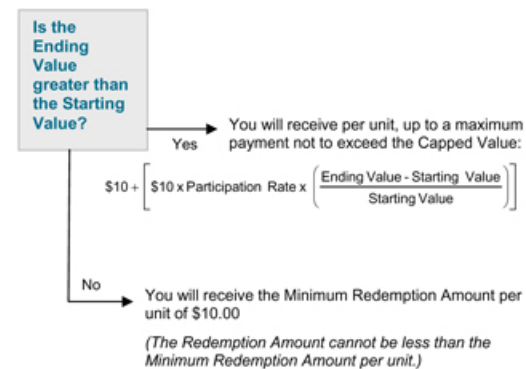 Is the
Ending
Value
greater than
the Starting
Value?
Yes
You will receive per unit, up to a maximum
payment not to exceed the Capped Value:
$10 + [ $10 x Participation Rate x ( Ending Value - Starting Value
Starting Value ) ]
No
You will receive the Minimum Redemption Amount per
unit of $10.00
(The Redemption Amount cannot be less than the
Minimum Redemption Amount per unit.)